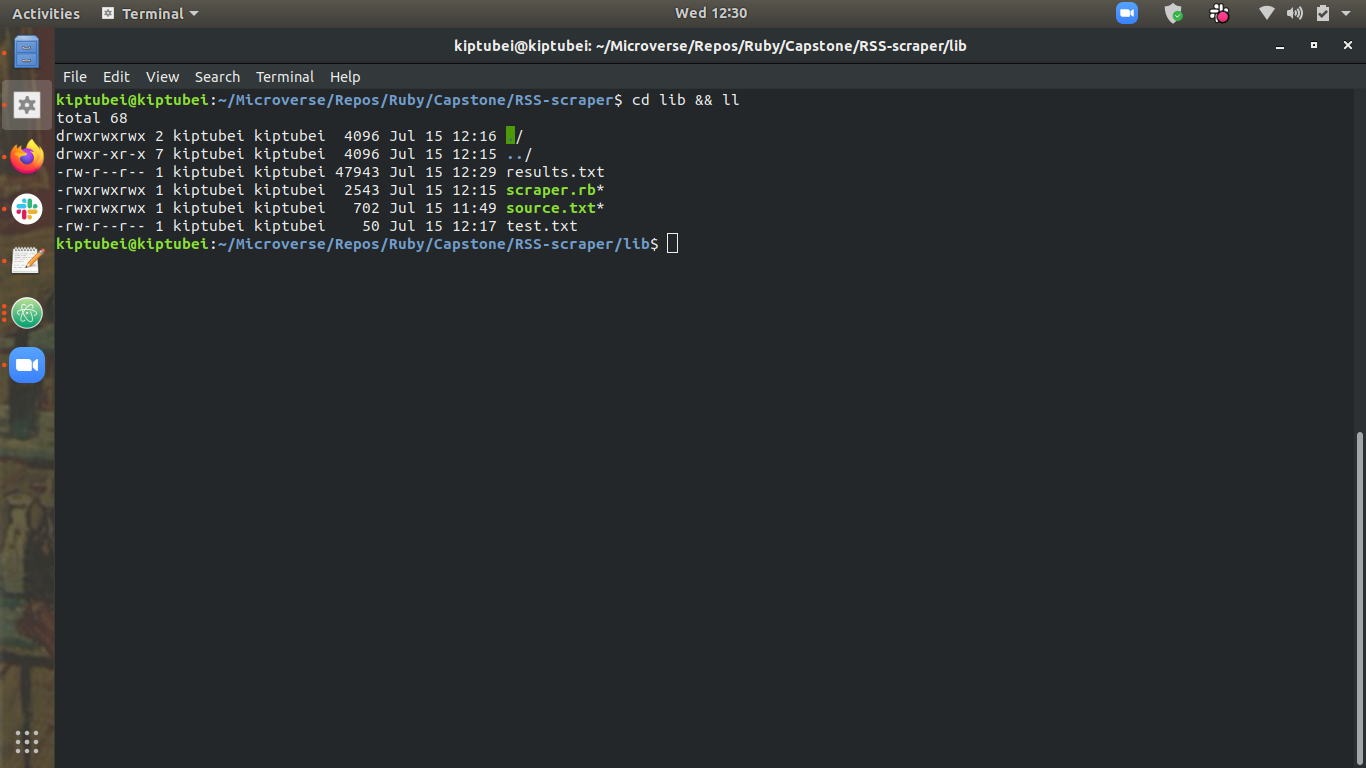 Activities Terminal Wed 12:30
kiptubei@kiptubei: ~/Microverse/Repos/Ruby/Capstone/RSS-scraper/lib
File Edit View Search Terminal Help
kiptubei@kiptubei:~/Microverse/Repos/Ruby/Capstone/RSS-scraper$ cd lib && ll
total 68
drwxrwxrwx 2 kiptubei kiptubei  4096 Jul 15 12:16 ./
drwxr-xr-x 7 kiptubei kiptubei  4096 Jul 15 12:15 ../
-rw-r--r-- 1 kiptubei kiptubei 47943 Jul 15 12:29 results.txt
-rwxrwxrwx 1 kiptubei kiptubei  2543 Jul 15 12:15 scraper.rb*
-rwxrwxrwx 1 kiptubei kiptubei   702 Jul 15 11:49 source.txt*
-rw-r--r-- 1 kiptubei kiptubei    50 Jul 15 12:17 test.txt
kiptubei@kiptubei:~/Microverse/Repos/Ruby/Capstone/RSS-scraper/lib$